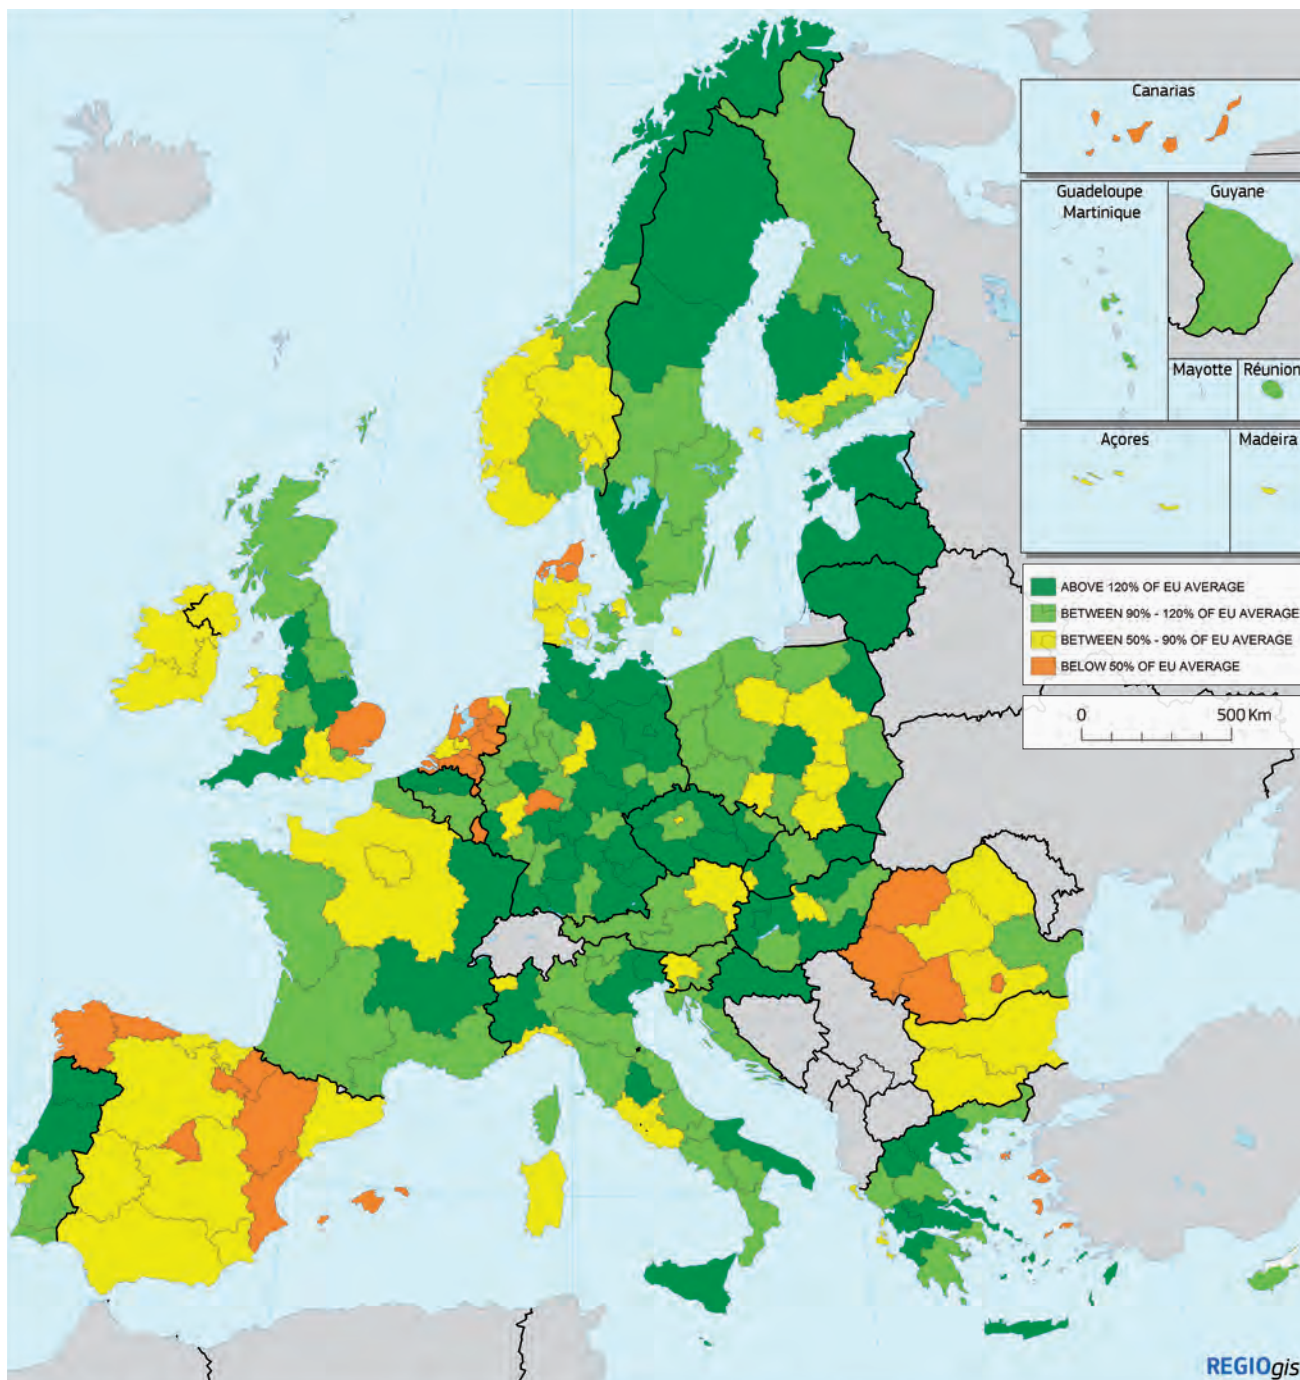 Canarias
Guadeloupe
Martinique
Guyane
Mayotte
Réunion
Açores
Madeira
ABOVE 120% OF EU AVERAGE
BETWEEN 90% - 120% OF EU AVERAGE
BETWEEN 50% - 90% OF EU AVERAGE
BELOW 50% OF EU AVERAGE
0 500 Km
REGIOgis